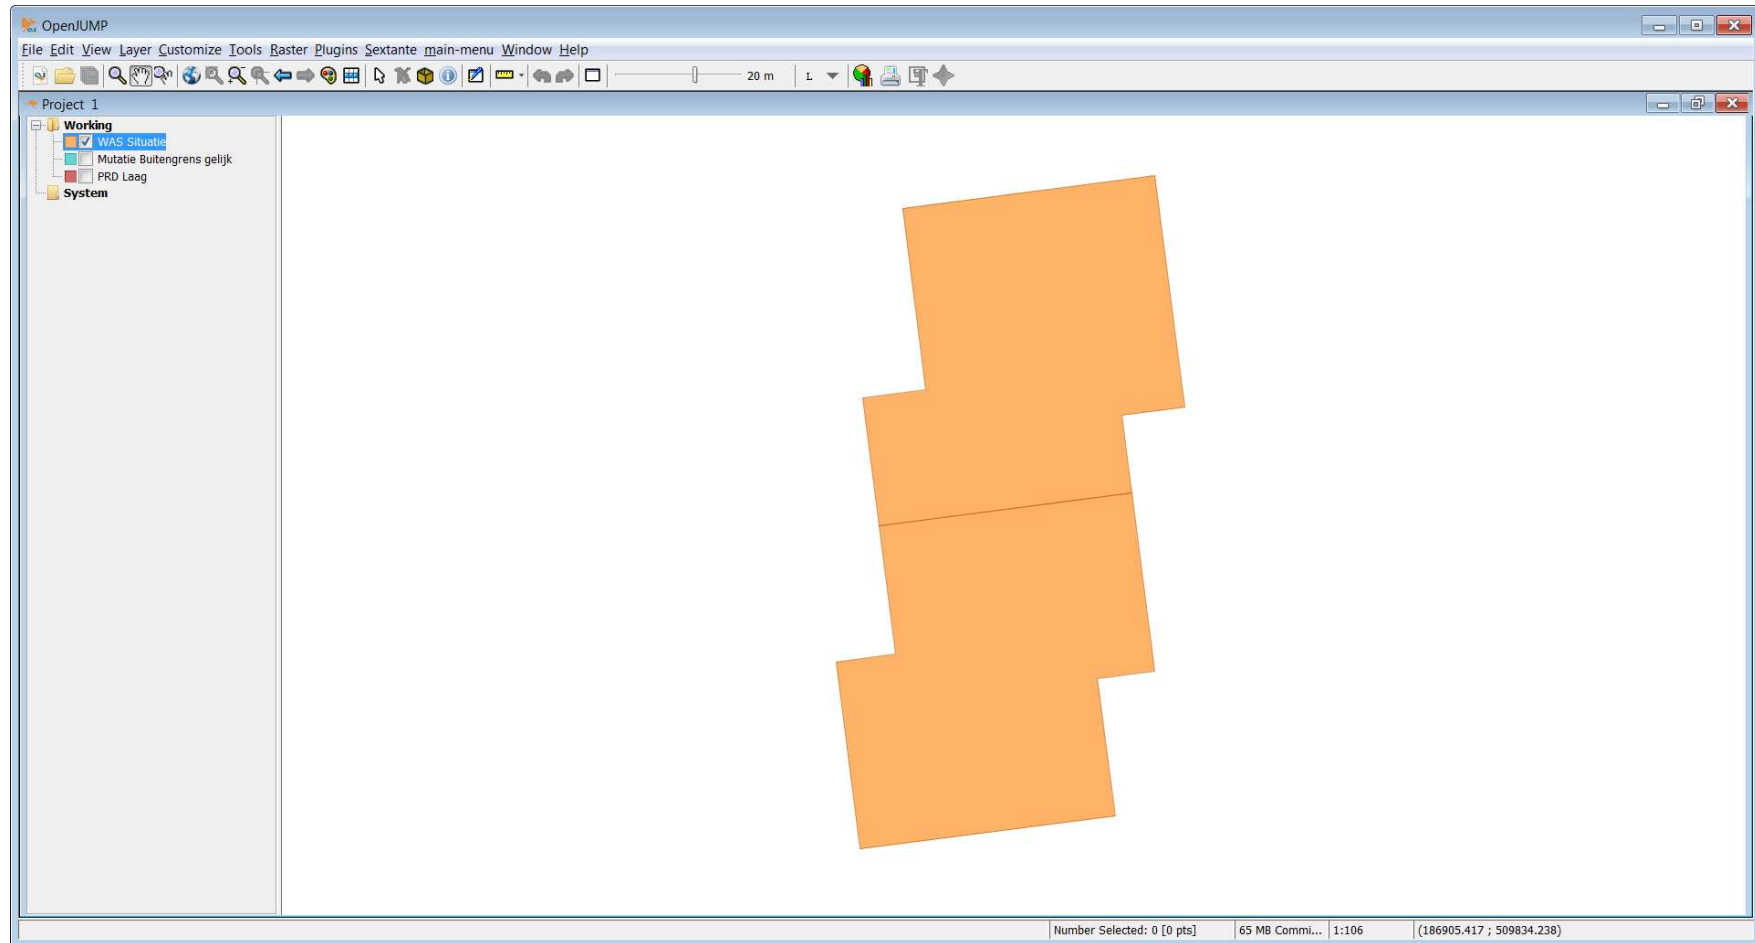 OpenJUMP
File Edit View Layer Customize Tools Raster Plugins Sextante main-menu Window Help
20 m L
Project 1
Working
WAS Situatie
Mutatie Buitengrens gelijk
PRD Laag
System
Number Selected: 0 [0 pts] 65 MB Commi... 1:106 (186905.417 ; 509834.238)